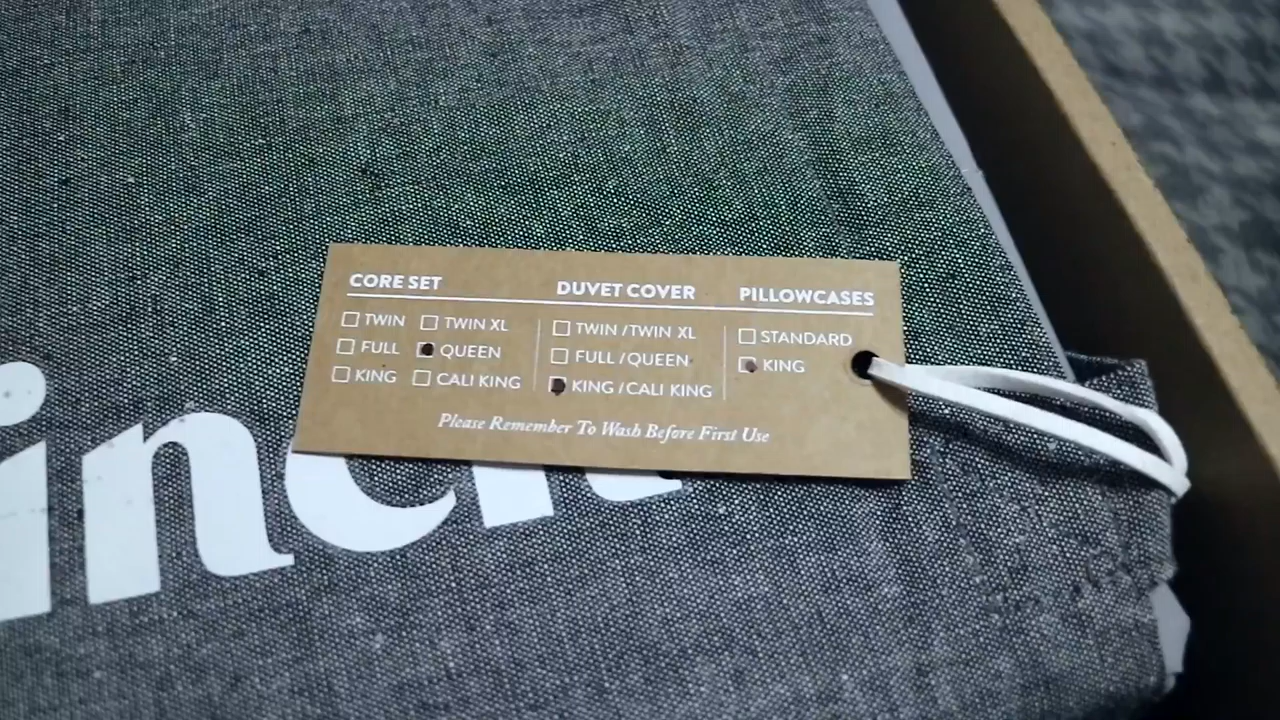 CORE SET
TWIN TWIN XL
FULL QUEEN
KING CALI KING
DUVET COVER
TWIN / TWIN XL
FULL / QUEEN
KING / CALI KING
PILLOWCASES
STANDARD
KING
Please Remember To Wash Before First Use